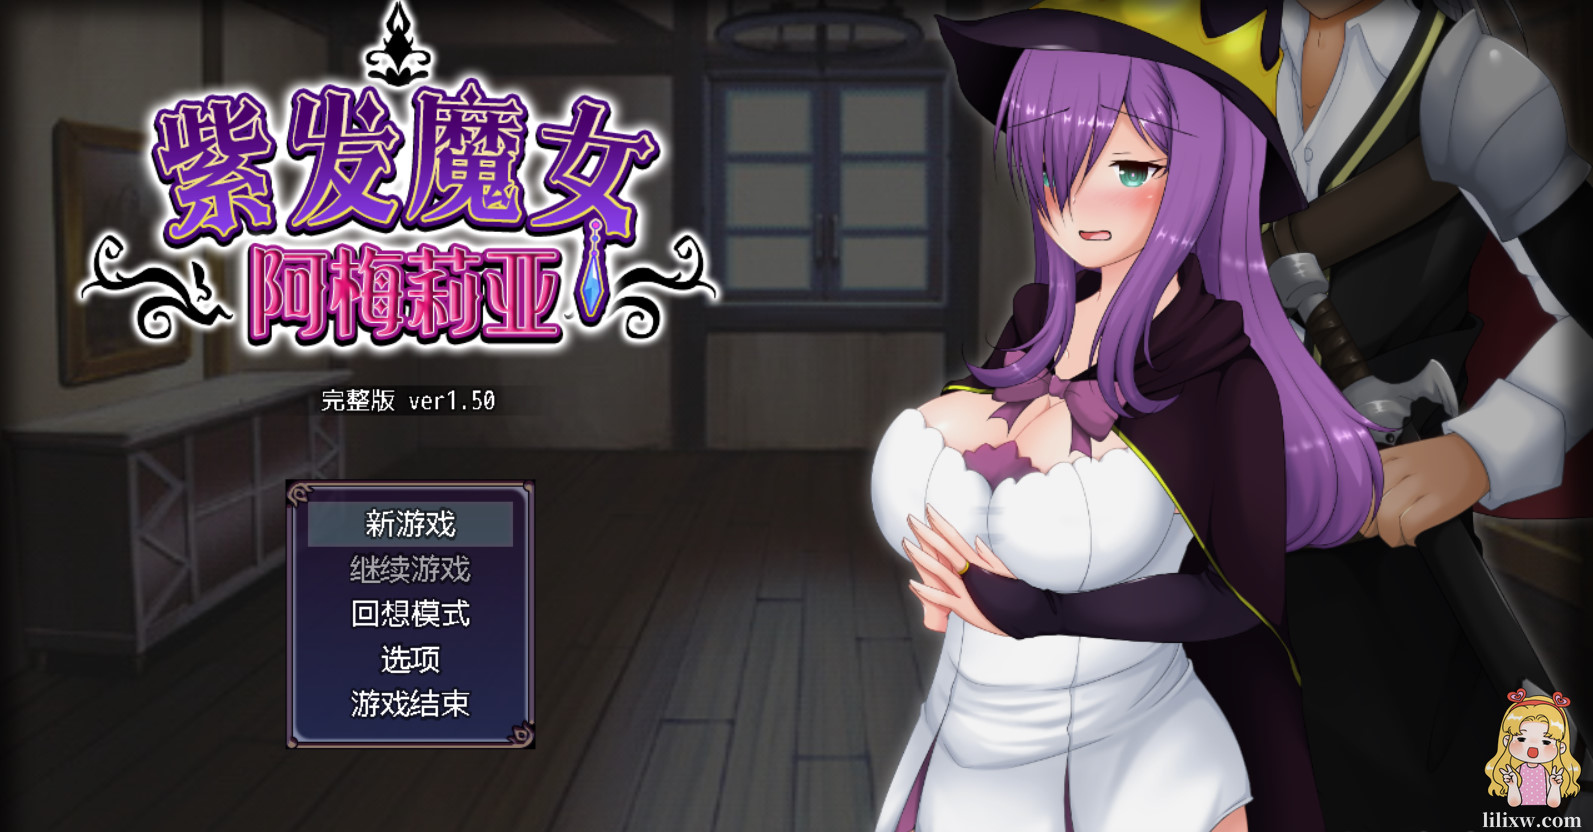 紫发魔女
阿梅莉亚
完整版 ver1.50
新游戏
继续游戏
回想模式
选项
游戏结束
lilixw.com